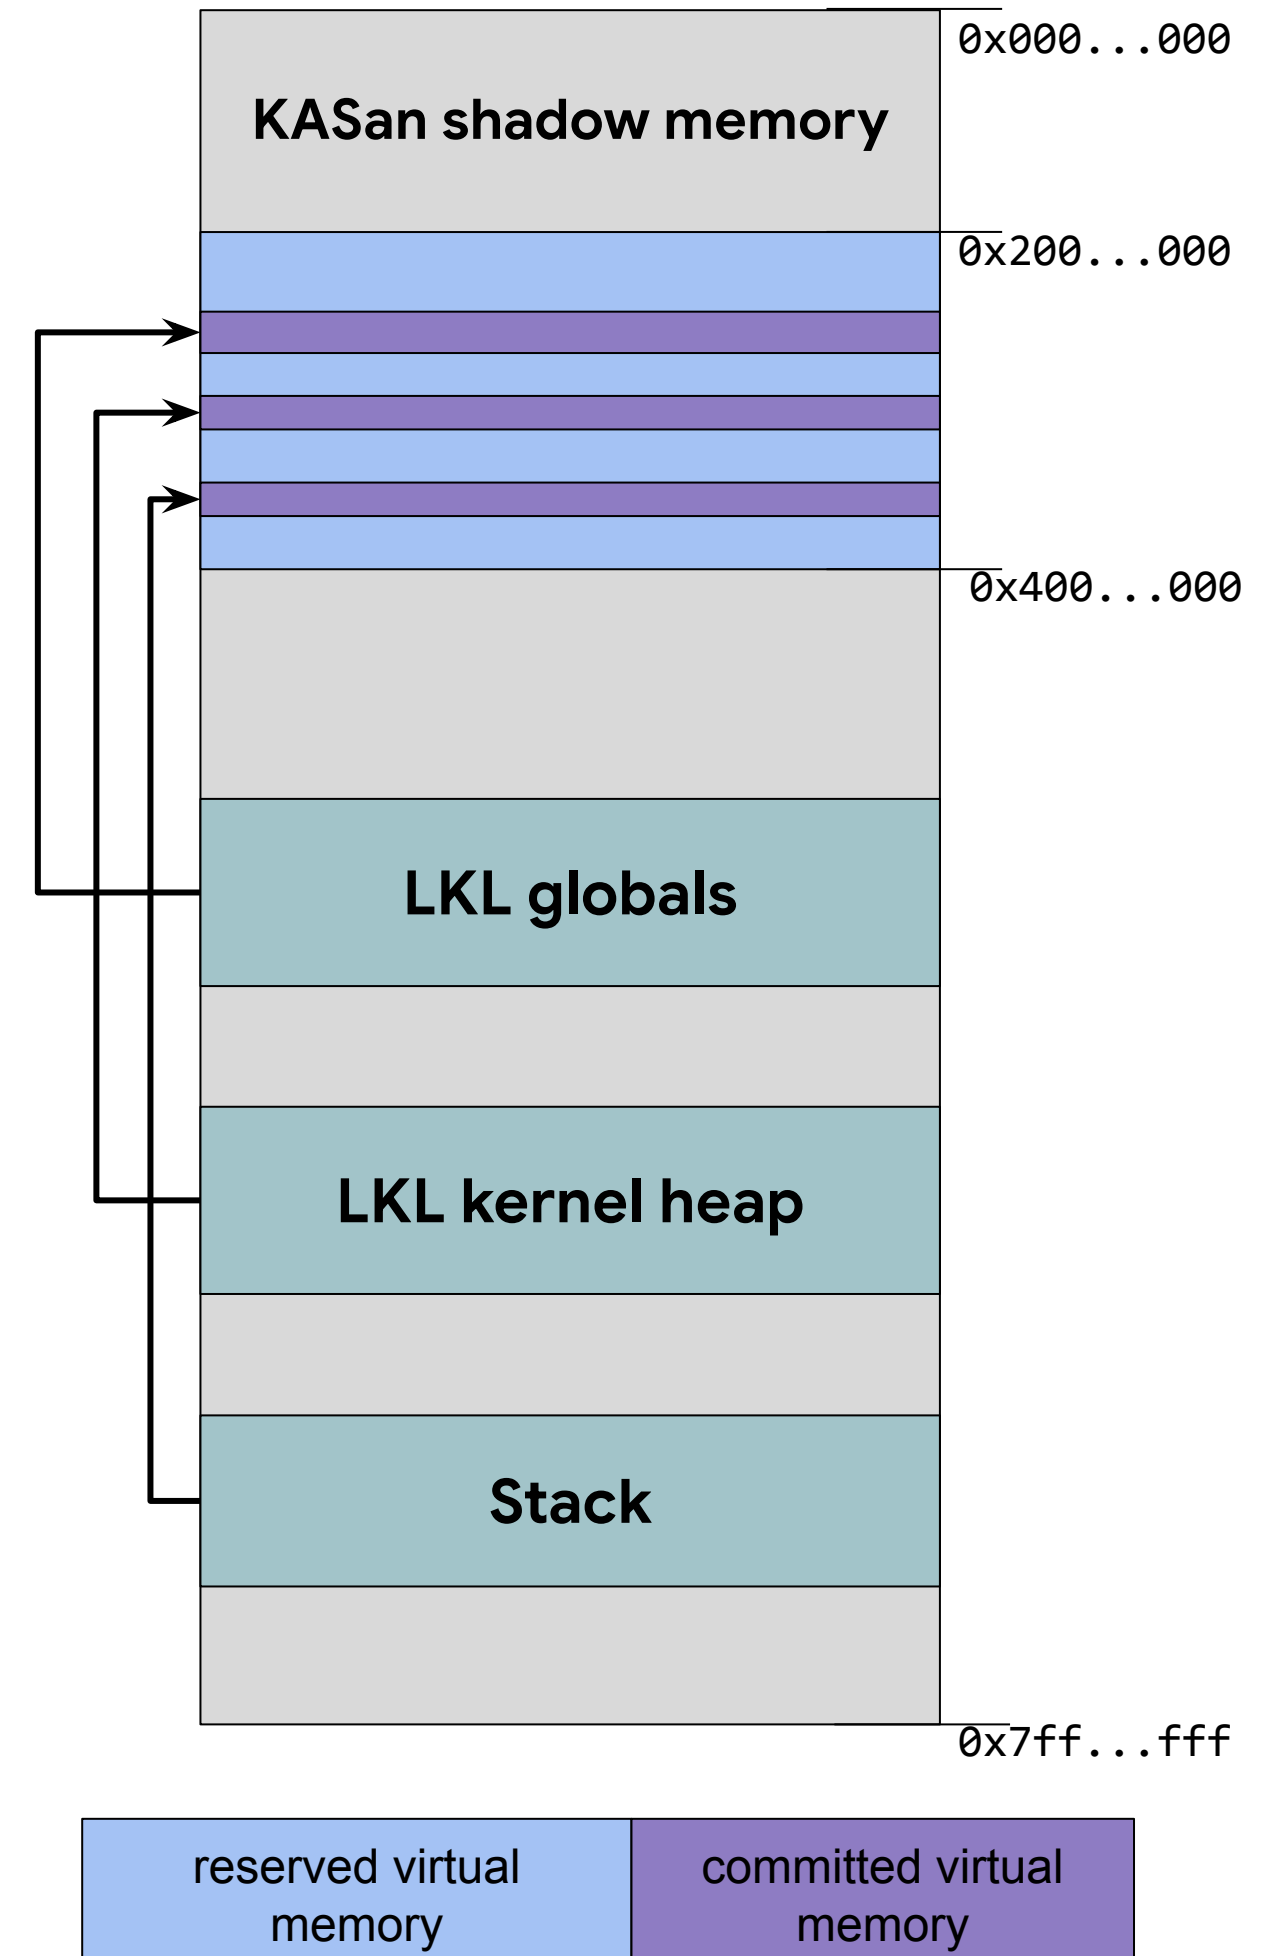 0x000...000
KASan shadow memory
0x200...000
0x400...000
LKL globals
LKL kernel heap
Stack
0x7ff...fff
reserved virtual
memory
committed virtual
memory